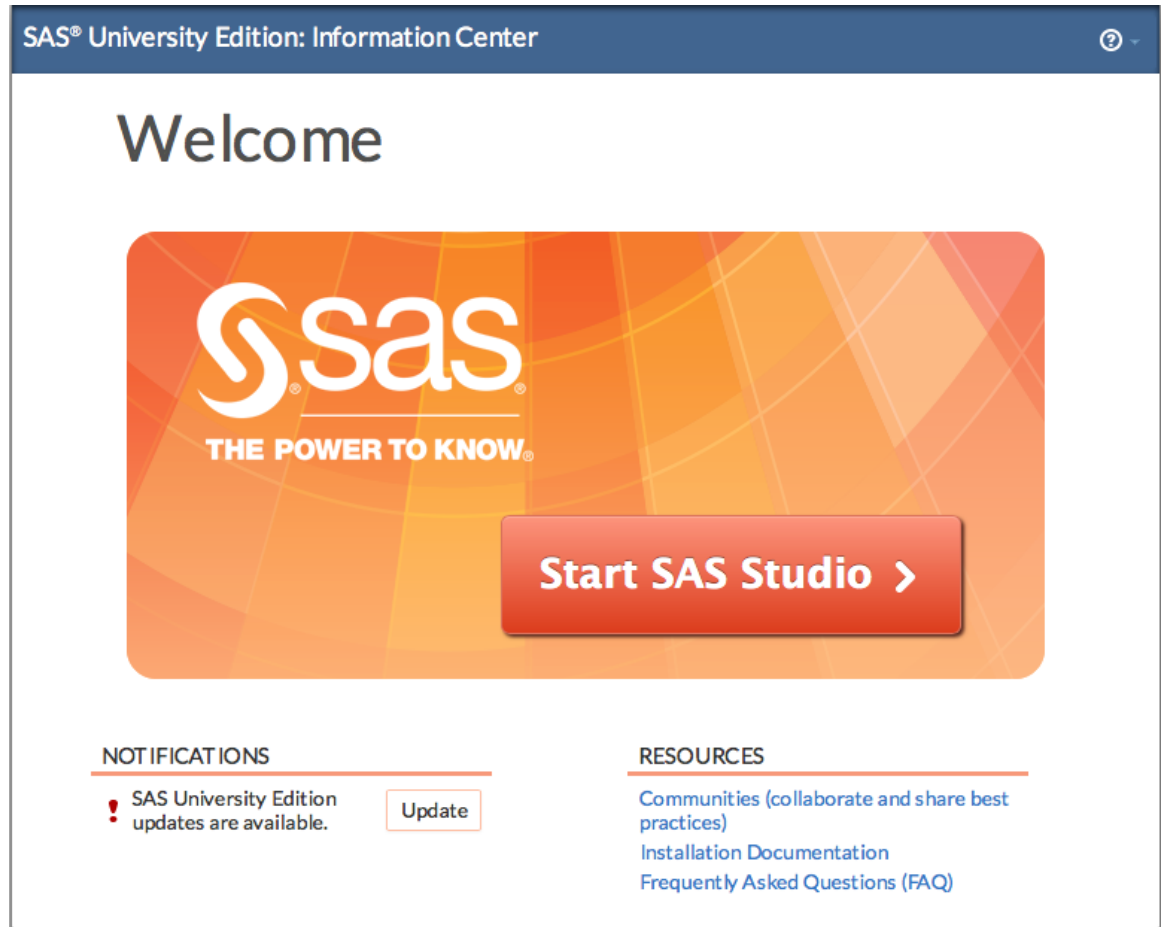 SAS® University Edition: Information Center
Welcome
sas®
THE POWER TO KNOW®
Start SAS Studio
NOTIFICATIONS
SAS University Edition
updates are available.
Update
RESOURCES
Communities (collaborate and share best
practices)
Installation Documentation
Frequently Asked Questions (FAQ)